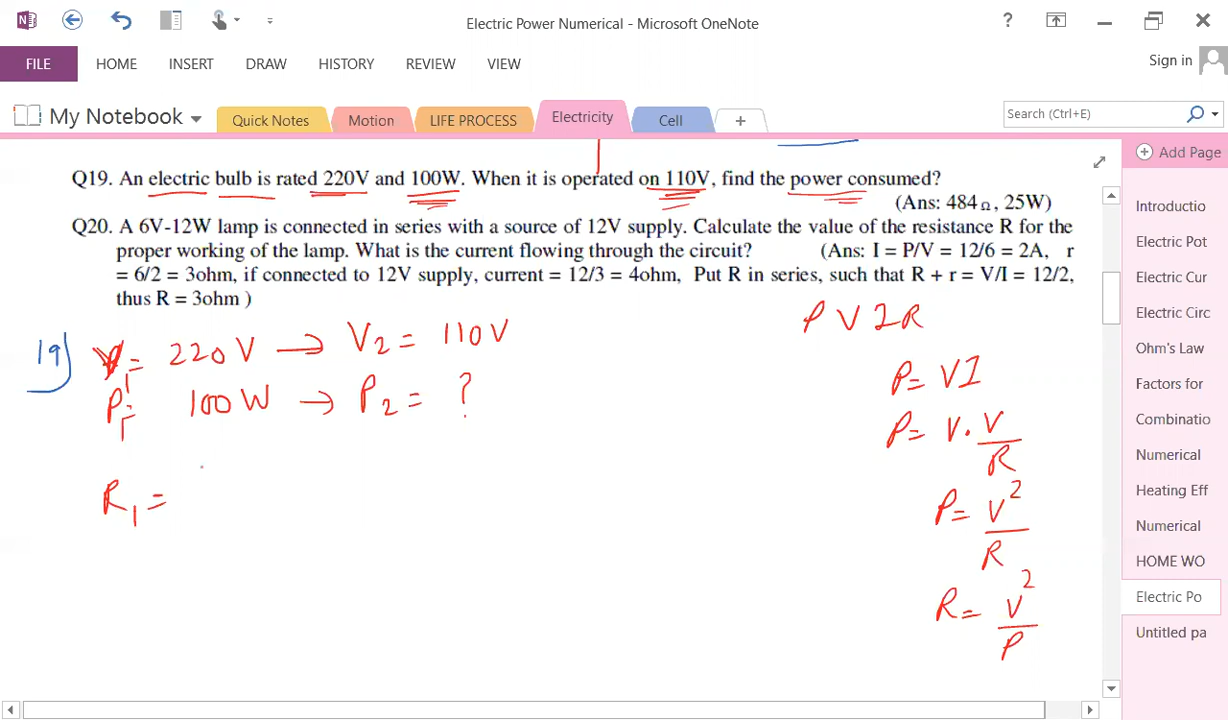 Electric Power Numerical - Microsoft OneNote
?
FILE HOME INSERT DRAW HISTORY REVIEW VIEW
Sign in
My Notebook
Quick Notes Motion LIFE PROCESS Electricity Cell +
Search (Ctrl+E)
Add Page
Q19. An electric bulb is rated 220V and 100W. When it is operated on 110V, find the power consumed?
(Ans: 484Ω, 25W)
Q20. A 6V-12W lamp is connected in series with a source of 12V supply. Calculate the value of the resistance R for the
proper working of the lamp. What is the current flowing through the circuit? (Ans: I = P/V = 12/6 = 2A, r
= 6/2 = 3ohm, if connected to 12V supply, current = 12/3 = 4ohm, Put R in series, such that R + r = V/I = 12/2,
thus R = 3ohm )
19) V₁ = 220V → V₂ = 110V
P₁ = 100W → P₂ = ?
R₁ =
P V I R
P = VI
P = V · V/R
P = V²/R
R = V²/P
Introductio
Electric Pot
Electric Cur
Electric Circ
Ohm's Law
Factors for
Combinatio
Numerical
Heating Eff
Numerical
HOME WO
Electric Po
Untitled pa